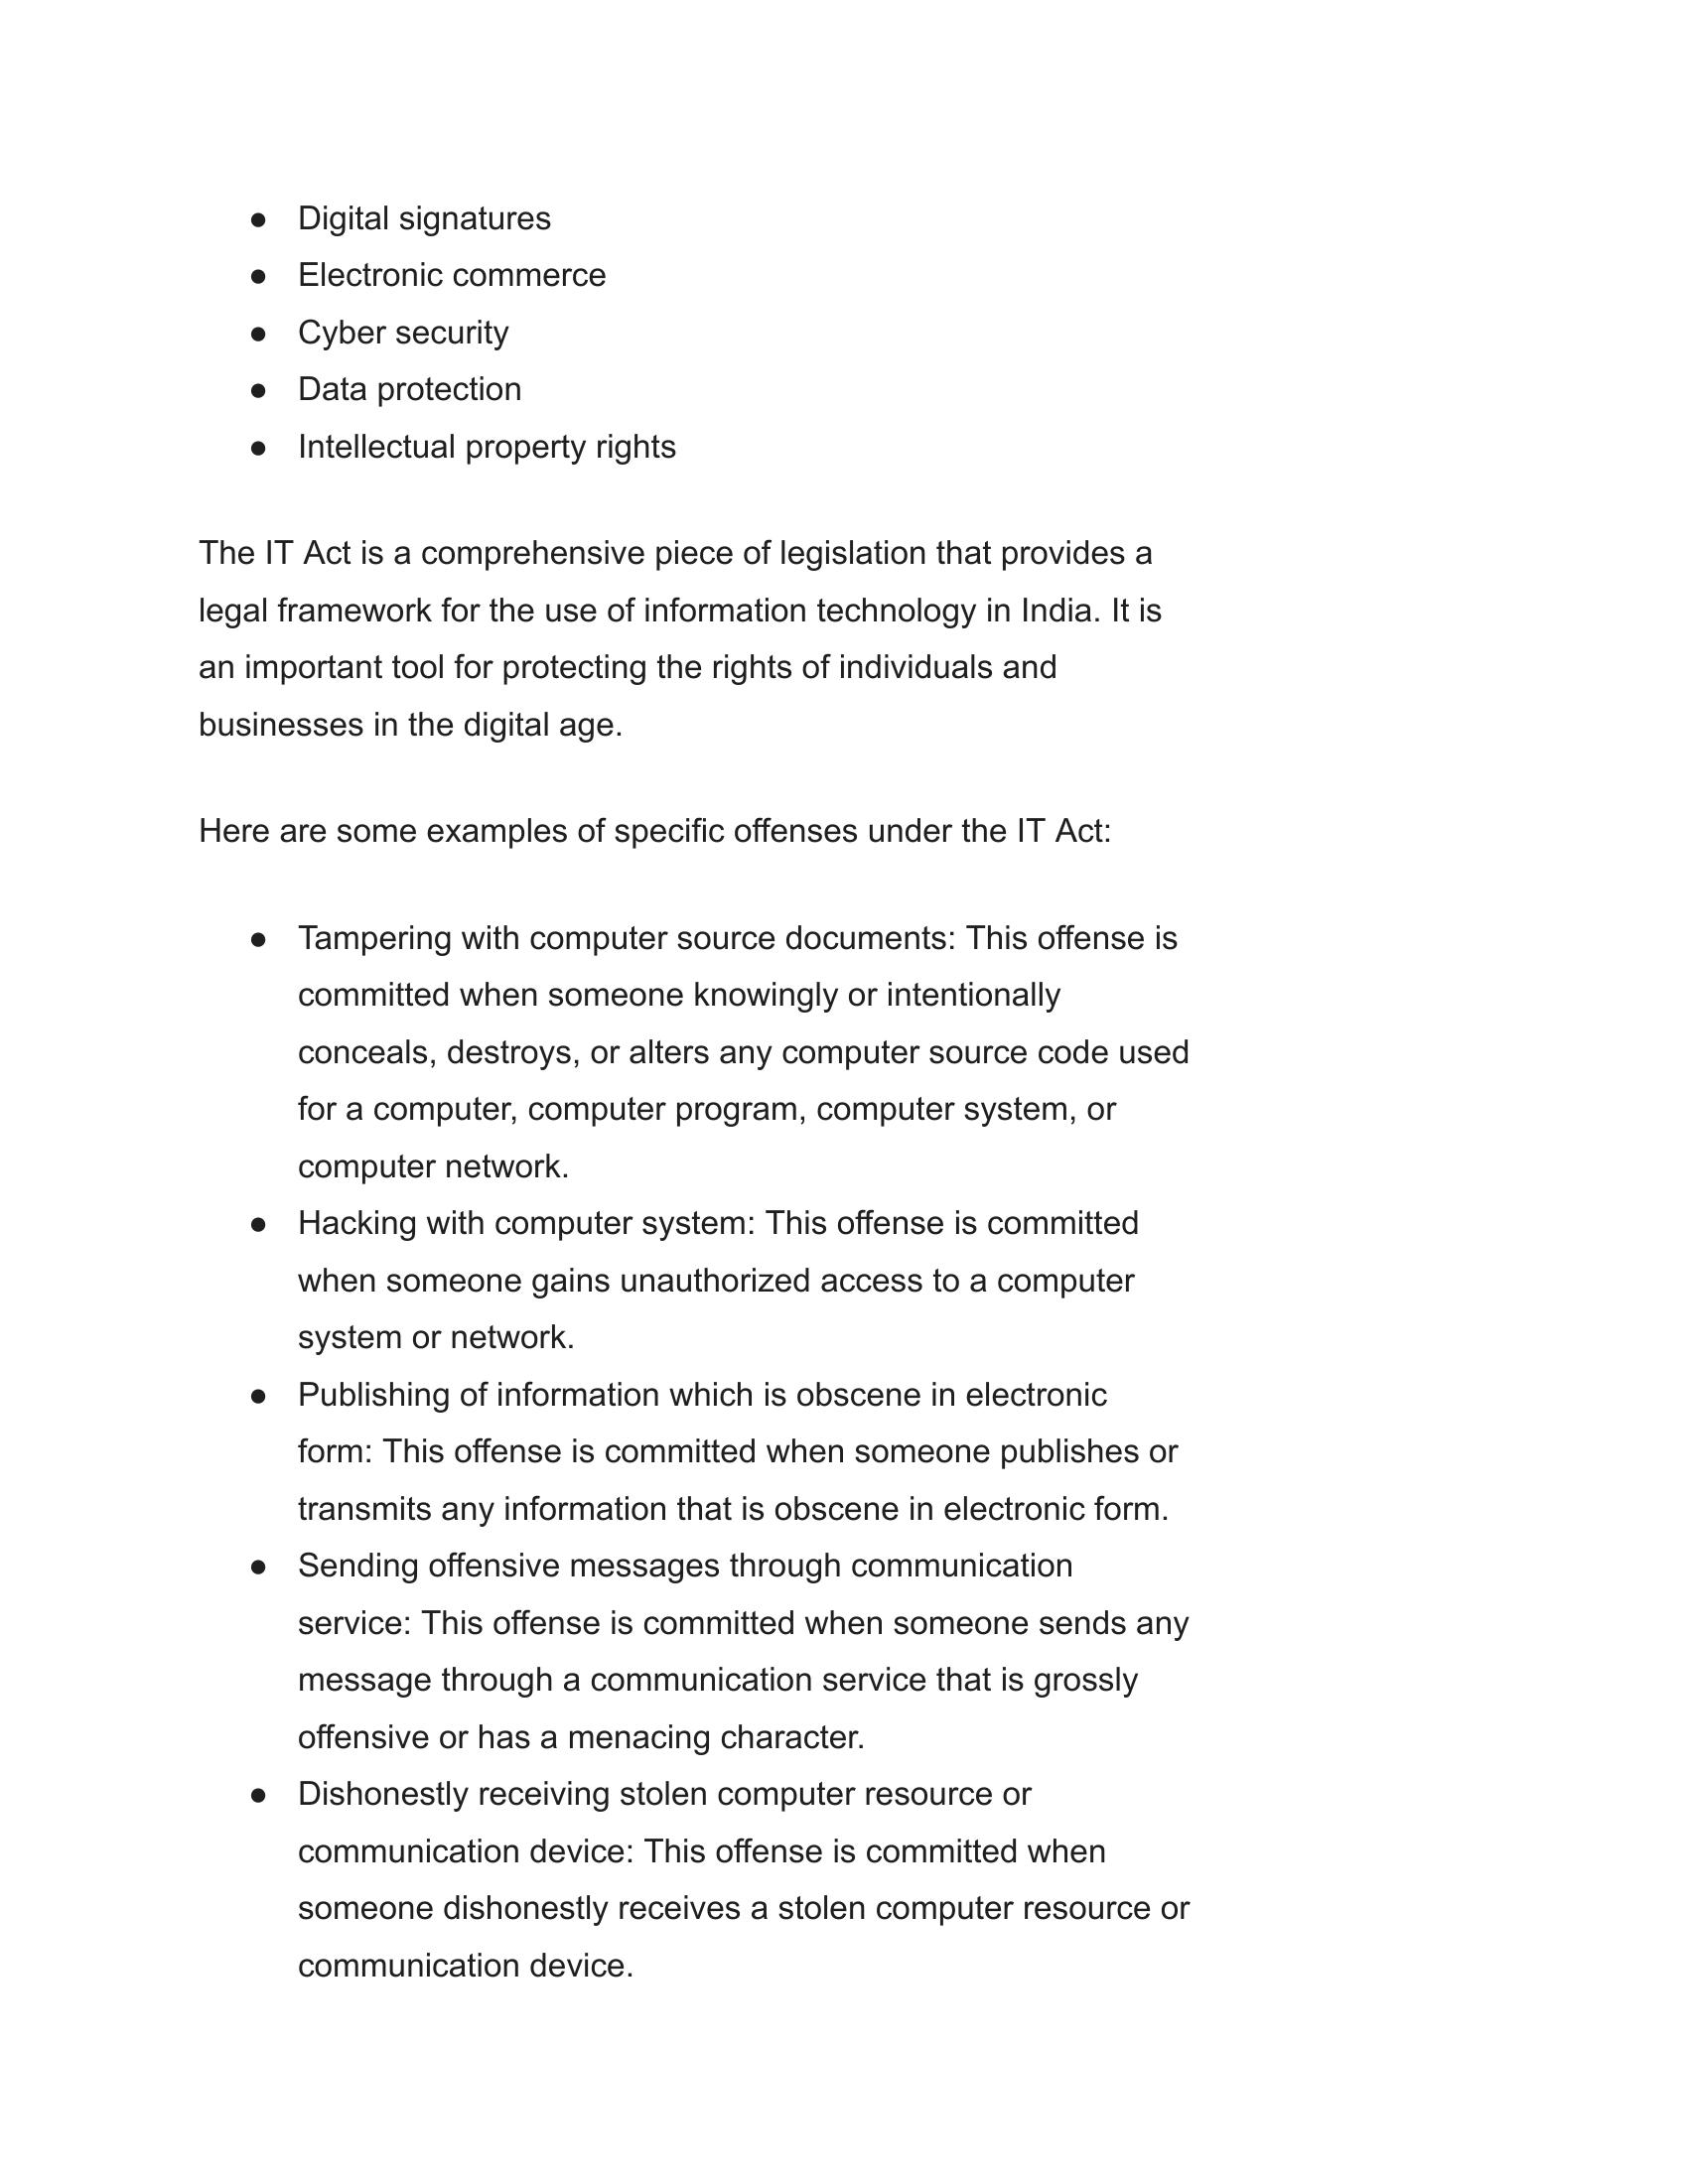 ● Digital signatures
● Electronic commerce
● Cyber security
● Data protection
● Intellectual property rights
The IT Act is a comprehensive piece of legislation that provides a
legal framework for the use of information technology in India. It is
an important tool for protecting the rights of individuals and
businesses in the digital age.
Here are some examples of specific offenses under the IT Act:
● Tampering with computer source documents: This offense is
committed when someone knowingly or intentionally
conceals, destroys, or alters any computer source code used
for a computer, computer program, computer system, or
computer network.
● Hacking with computer system: This offense is committed
when someone gains unauthorized access to a computer
system or network.
● Publishing of information which is obscene in electronic
form: This offense is committed when someone publishes or
transmits any information that is obscene in electronic form.
● Sending offensive messages through communication
service: This offense is committed when someone sends any
message through a communication service that is grossly
offensive or has a menacing character.
● Dishonestly receiving stolen computer resource or
communication device: This offense is committed when
someone dishonestly receives a stolen computer resource or
communication device.